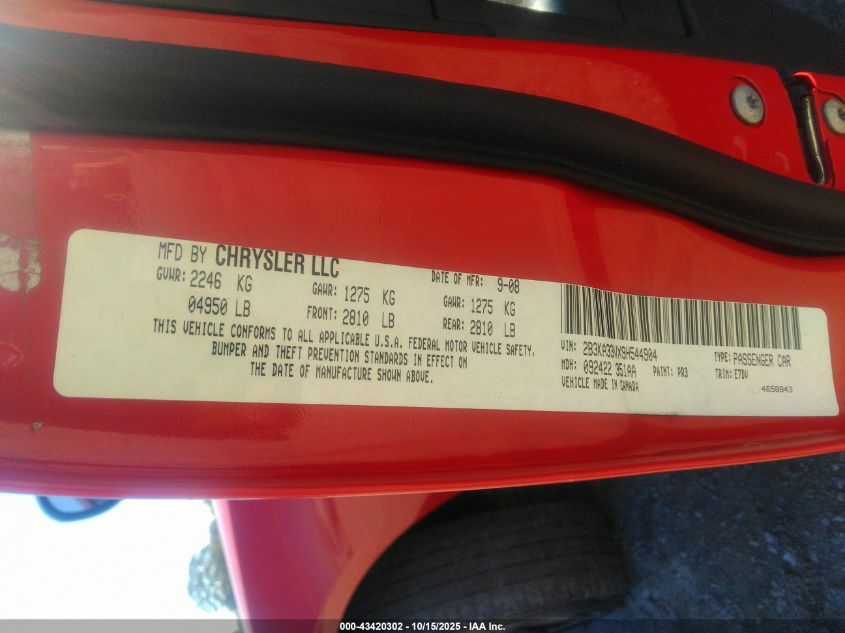 MFD BY CHRYSLER LLC DATE OF MFR: 9-08
GVWR: 2246 KG GAWR: 1275 KG GAWR: 1275 KG
04950 LB FRONT: 2810 LB REAR: 2810 LB
THIS VEHICLE CONFORMS TO ALL APPLICABLE U.S.A. FEDERAL MOTOR VEHICLE SAFETY,
BUMPER AND THEFT PREVENTION STANDARDS IN EFFECT ON
THE DATE OF MANUFACTURE SHOWN ABOVE.
VIN: 2B3KA39VX9H544904 TYPE: PASSENGER CAR
MDH: 092422 351AA PAINT: PR3 TRIM: E7DV
VEHICLE MADE IN CANADA 4658843
000-43420302 - 10/15/2025 - IAA Inc.